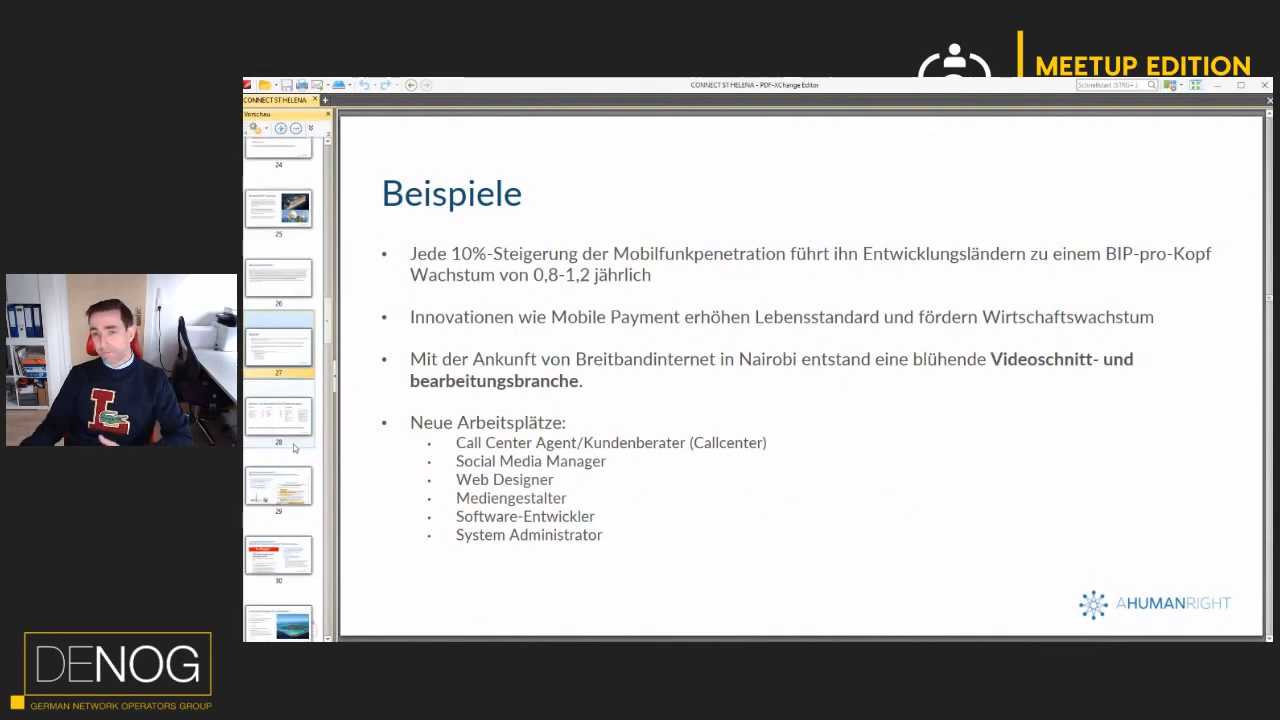 MEETUP EDITION
CONNECT ST HELENA - PDF-XChange Editor
Schnellstart (STRG+.)
CONNECT ST HELENA
Vorschau
24
25
26
27
28
29
30
Beispiele
• Jede 10%-Steigerung der Mobilfunkpenetration führt ihn Entwicklungsländern zu einem BIP-pro-Kopf
Wachstum von 0,8-1,2 jährlich
• Innovationen wie Mobile Payment erhöhen Lebensstandard und fördern Wirtschaftswachstum
• Mit der Ankunft von Breitbandinternet in Nairobi entstand eine blühende Videoschnitt- und
bearbeitungsbranche.
• Neue Arbeitsplätze:
• Call Center Agent/Kundenberater (Callcenter)
• Social Media Manager
• Web Designer
• Mediengestalter
• Software-Entwickler
• System Administrator
AHUMANRIGHT
DENOG
GERMAN NETWORK OPERATORS GROUP